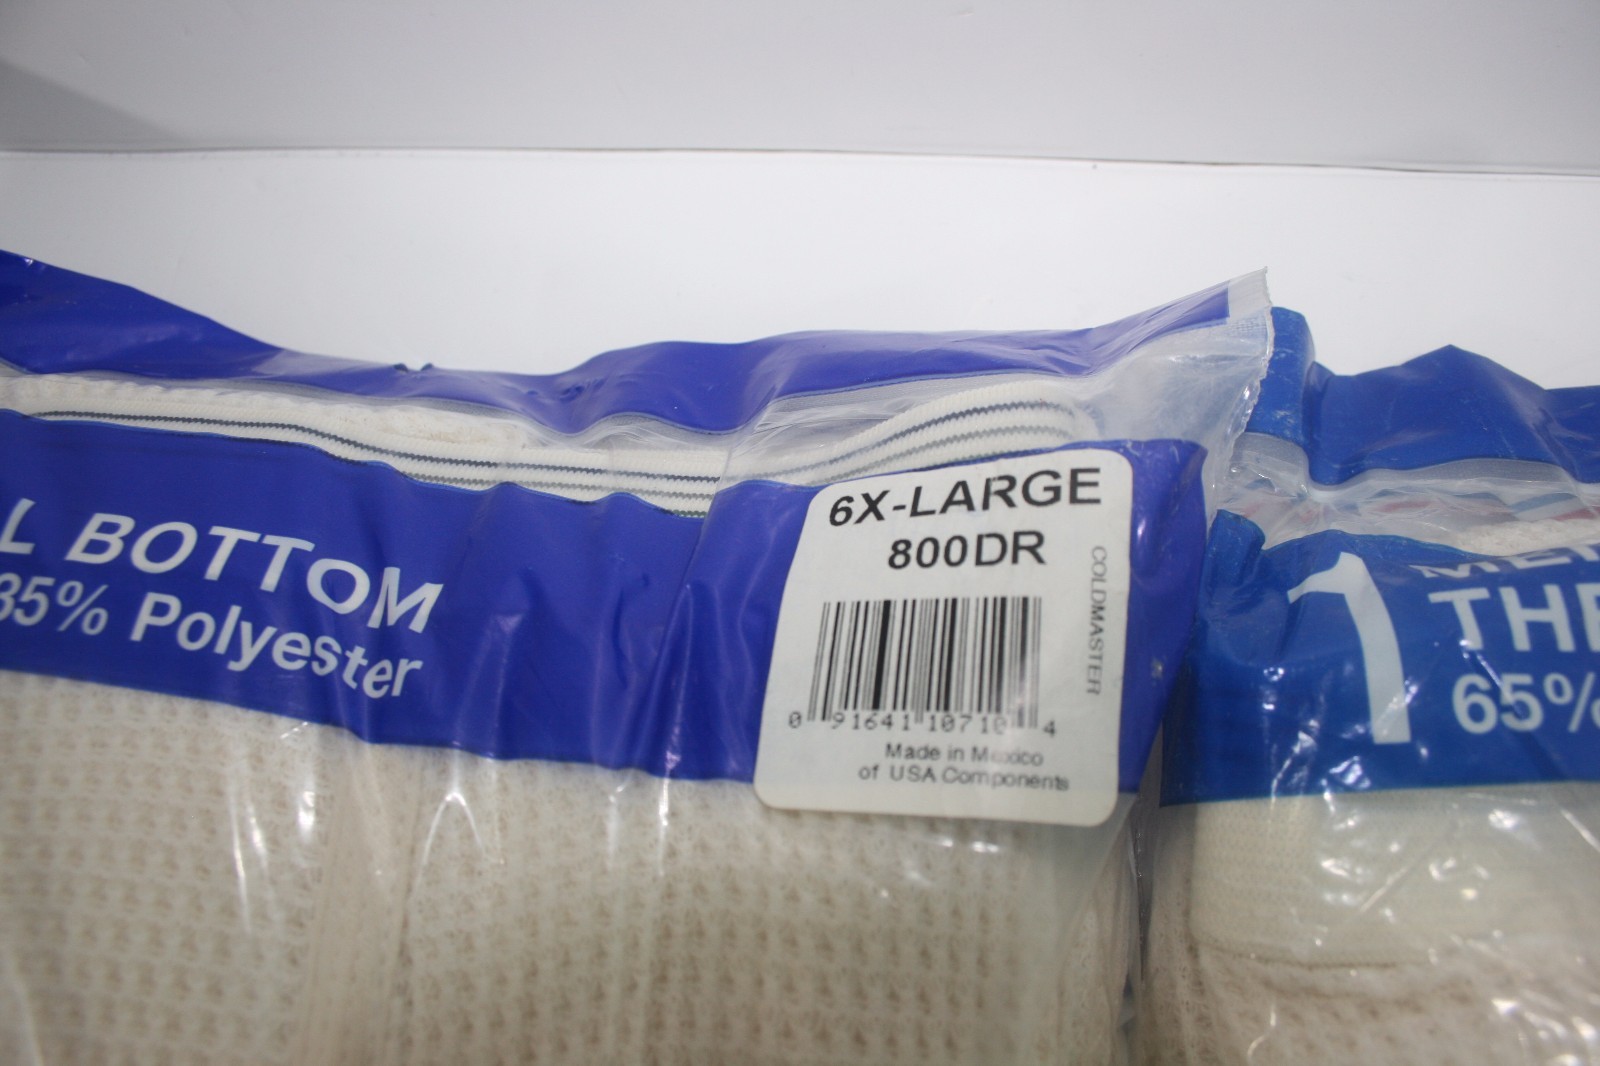 L BOTTOM
35% Polyester
6X-LARGE
800DR
COLDMASTER
0 91641 10710 4
Made in Mexico
of USA Components
1
65%